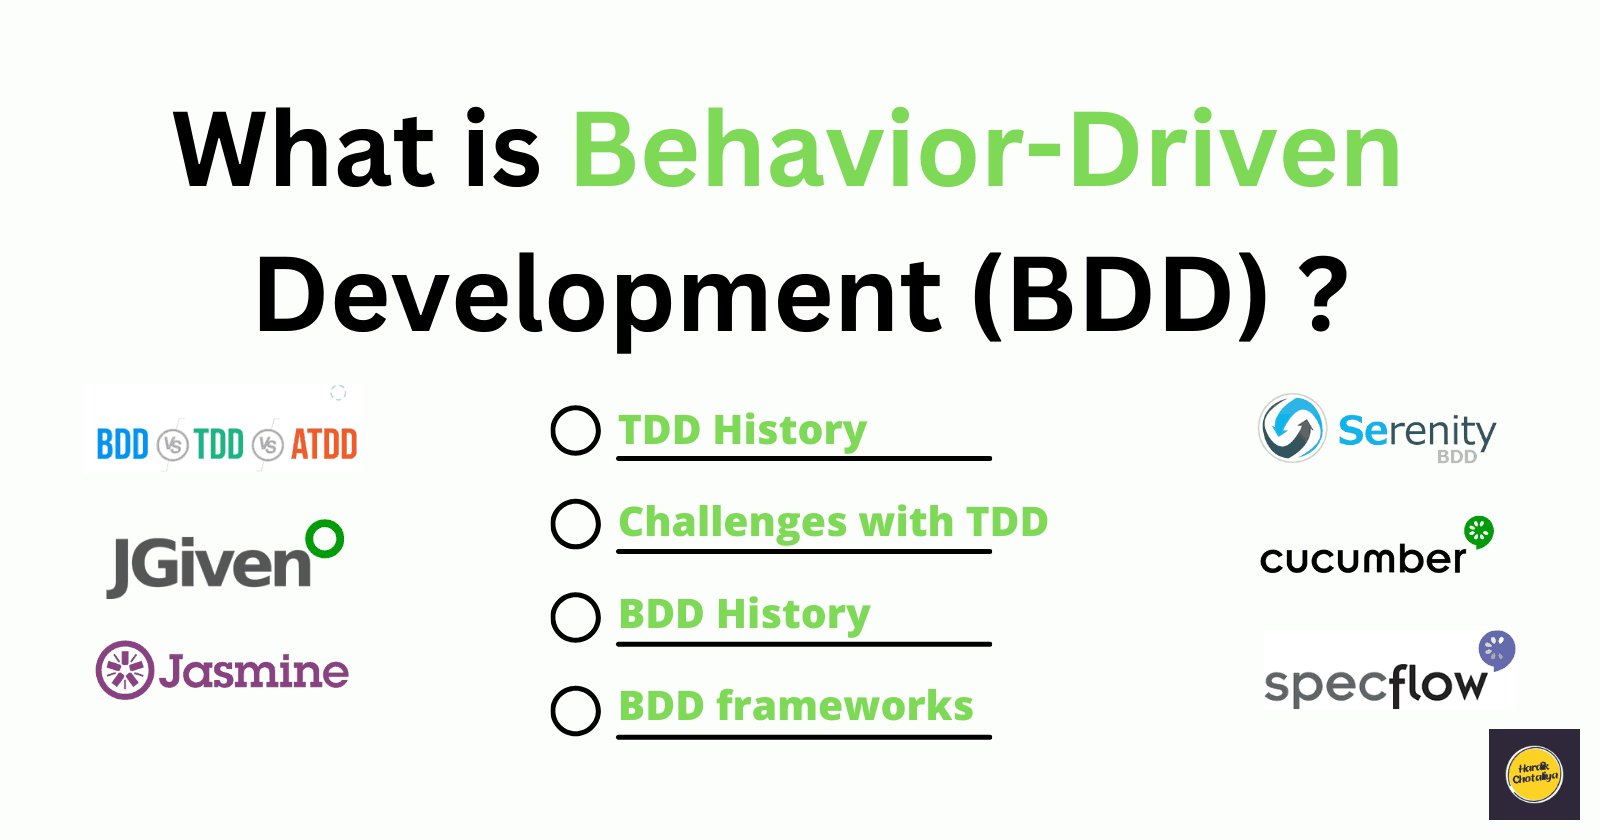 What is Behavior-Driven
Development (BDD) ?
BDD VS TDD VS ATDD
JGiven
Jasmine
TDD History
Challenges with TDD
BDD History
BDD frameworks
Serenity
BDD
cucumber
specflow
Hardik
Chotaliya